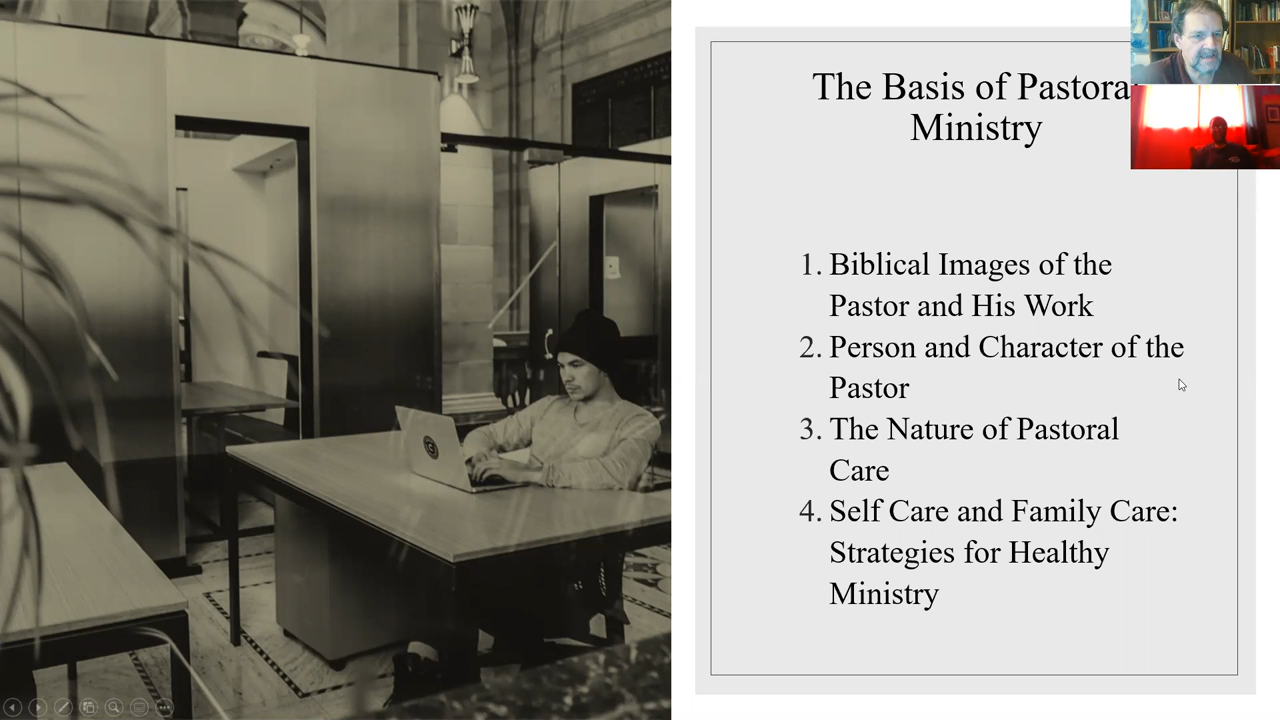 The Basis of Pastora
Ministry
1. Biblical Images of the
Pastor and His Work
2. Person and Character of the
Pastor
3. The Nature of Pastoral
Care
4. Self Care and Family Care:
Strategies for Healthy
Ministry